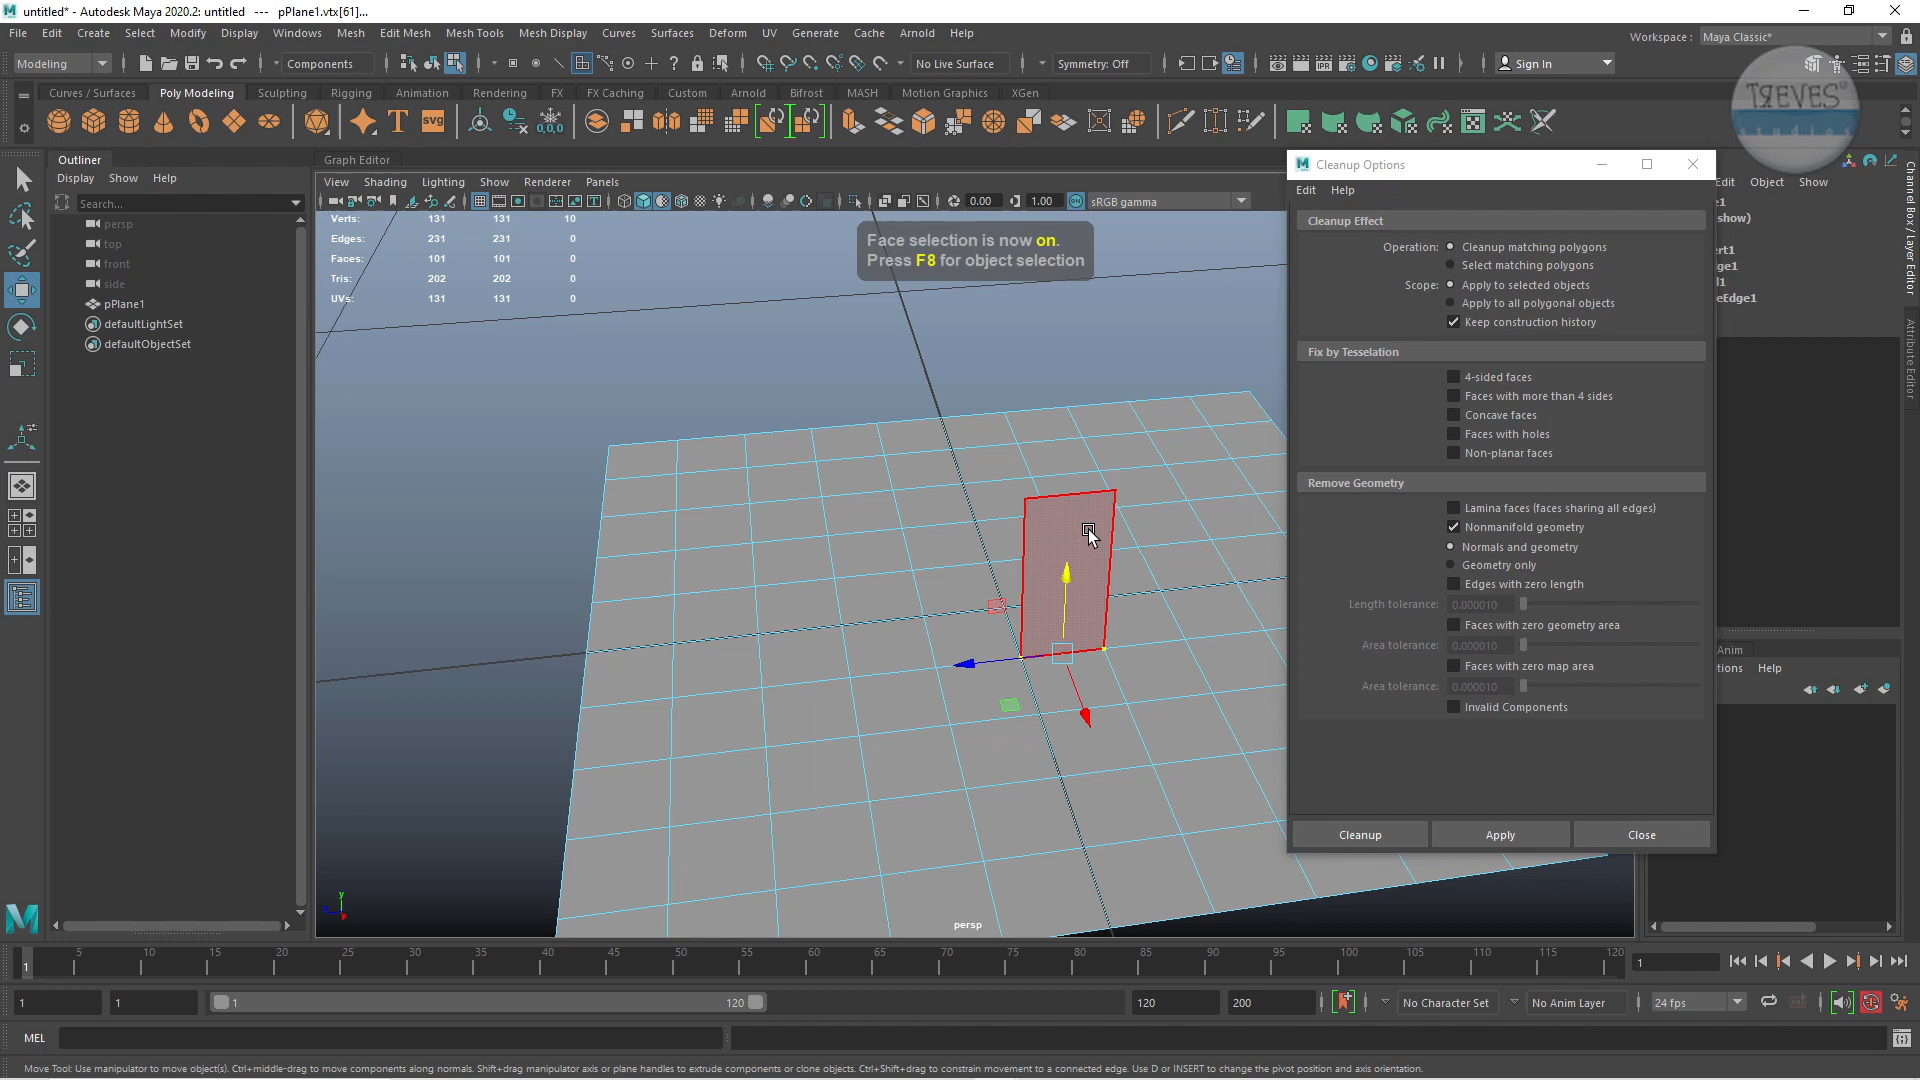 untitled* - Autodesk Maya 2020.2: untitled --- pPlane1.vtx[61]...
File Edit Create Select Modify Display Windows Mesh Edit Mesh Mesh Tools Mesh Display Curves Surfaces Deform UV Generate Cache Arnold Help
Workspace : Maya Classic*
Modeling Components No Live Surface Symmetry: Off Sign In
Curves / Surfaces Poly Modeling Sculpting Rigging Animation Rendering FX FX Caching Custom Arnold Bifrost MASH Motion Graphics XGen
Outliner
Display Show Help
Search...
persp
top
front
side
pPlane1
defaultLightSet
defaultObjectSet
Graph Editor
View Shading Lighting Show Renderer Panels
0.00 1.00 sRGB gamma
Verts: 131 131 10
Edges: 231 231 0
Faces: 101 101 0
Tris: 202 202 0
UVs: 131 131 0
Face selection is now on.
Press F8 for object selection
persp
Cleanup Options
Edit Help
Cleanup Effect
Operation: Cleanup matching polygons
Select matching polygons
Scope: Apply to selected objects
Apply to all polygonal objects
Keep construction history
Fix by Tesselation
4-sided faces
Faces with more than 4 sides
Concave faces
Faces with holes
Non-planar faces
Remove Geometry
Lamina faces (faces sharing all edges)
Nonmanifold geometry
Normals and geometry
Geometry only
Edges with zero length
Length tolerance: 0.000010
Faces with zero geometry area
Area tolerance: 0.000010
Faces with zero map area
Area tolerance: 0.000010
Invalid Components
Cleanup Apply Close
Edit Object Show
Channel Box / Layer Editor
Attribute Editor
Anim
Help
5 10 15 20 25 30 35 40 45 50 55 60 65 70 75 80 85 90 95 100 105 110 115 120
1
1
1 1 1 120 120 200 No Character Set No Anim Layer 24 fps
MEL
Move Tool: Use manipulator to move object(s). Ctrl+middle-drag to move components along normals. Shift+drag manipulator axis or plane handles to extrude components or clone objects. Ctrl+Shift+drag to constrain movement to a connected edge. Use D or INSERT to change the pivot position and axis orientation.